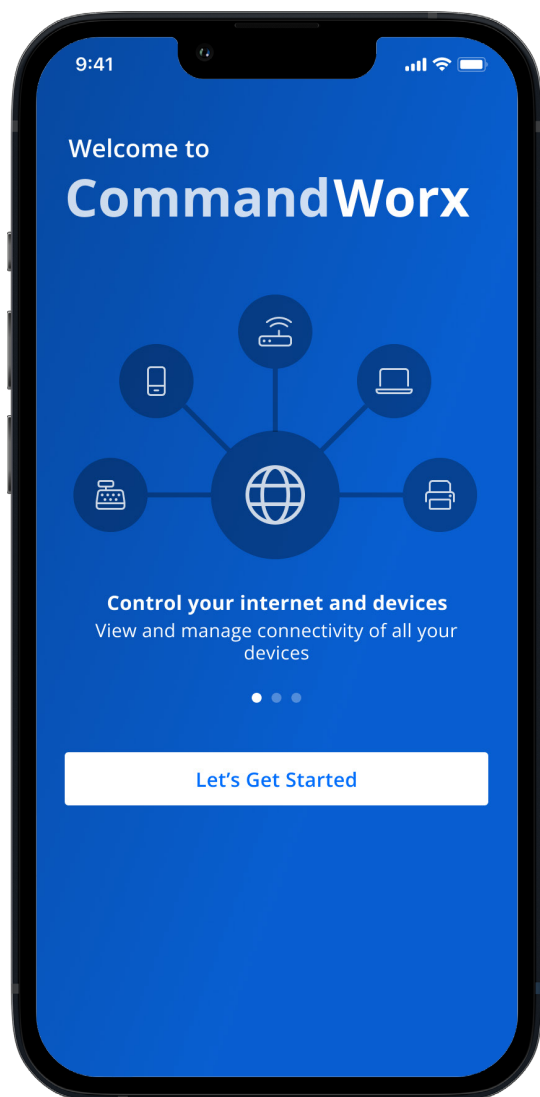 9:41
Welcome to
CommandWorx
Control your internet and devices
View and manage connectivity of all your
devices
Let’s Get Started